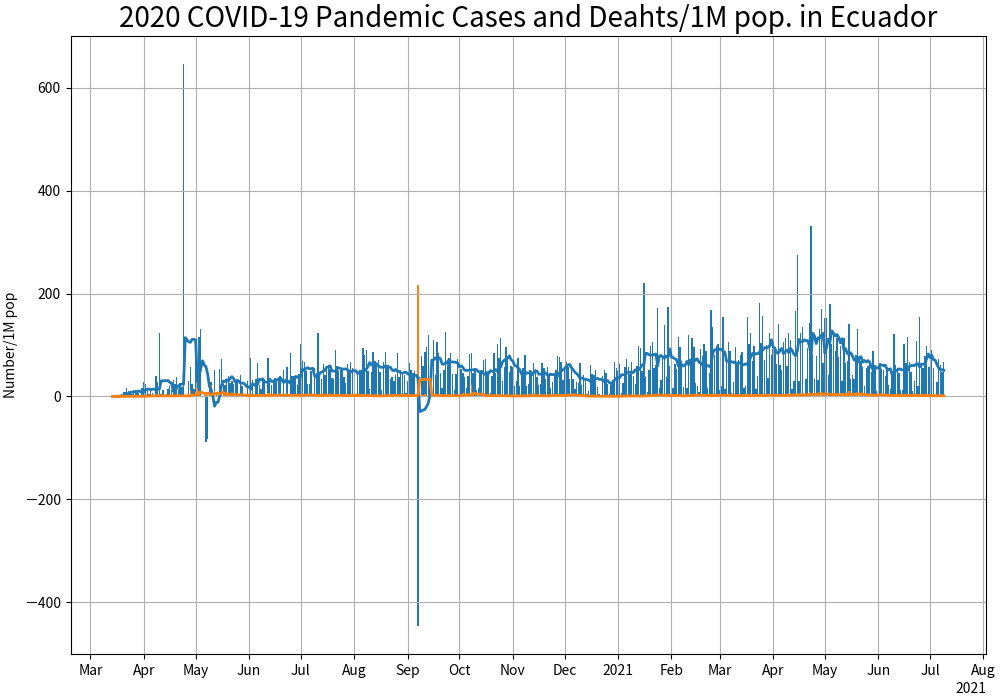 2020 COVID-19 Pandemic Cases and Deahts/1M pop. in Ecuador
Number/1M pop
600
400
200
0
−200
−400
Mar Apr May Jun Jul Aug Sep Oct Nov Dec 2021 Feb Mar Apr May Jun Jul Aug
2021